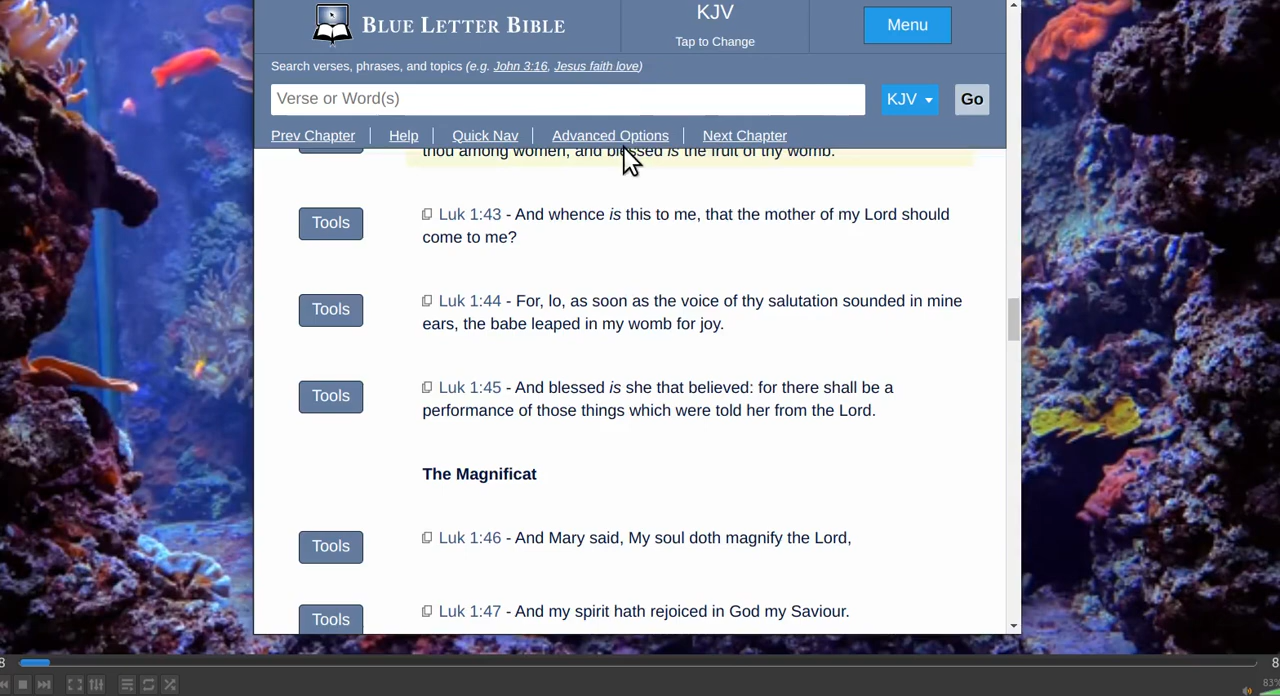 BLUE LETTER BIBLE
KJV
Tap to Change
Menu
Search verses, phrases, and topics (e.g. John 3:16, Jesus faith love)
Verse or Word(s)
KJV
Go
Prev Chapter
Help
Quick Nav
Advanced Options
Next Chapter
thou among women, and blessed is the fruit of thy womb.
Tools
Luk 1:43 - And whence is this to me, that the mother of my Lord should
come to me?
Tools
Luk 1:44 - For, lo, as soon as the voice of thy salutation sounded in mine
ears, the babe leaped in my womb for joy.
Tools
Luk 1:45 - And blessed is she that believed: for there shall be a
performance of those things which were told her from the Lord.
The Magnificat
Tools
Luk 1:46 - And Mary said, My soul doth magnify the Lord,
Tools
Luk 1:47 - And my spirit hath rejoiced in God my Saviour.
8
8
83%